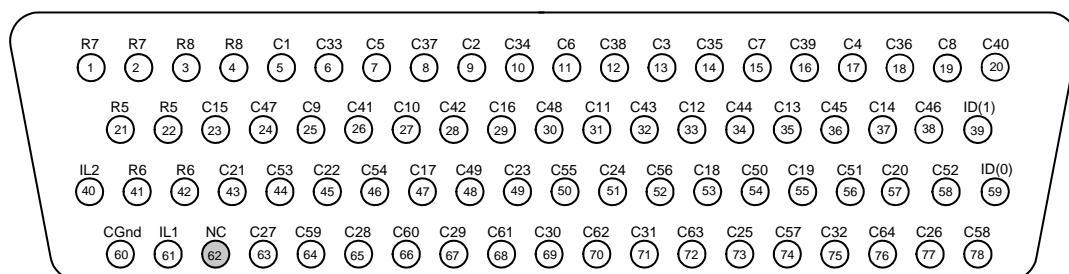 R7 R7 R8 R8 C1 C33 C5 C37 C2 C34 C6 C38 C3 C35 C7 C39 C4 C36 C8 C40
1 2 3 4 5 6 7 8 9 10 11 12 13 14 15 16 17 18 19 20
R5 R5 C15 C47 C9 C41 C10 C42 C16 C48 C11 C43 C12 C44 C13 C45 C14 C46 ID(1)
21 22 23 24 25 26 27 28 29 30 31 32 33 34 35 36 37 38 39
IL2 R6 R6 C21 C53 C22 C54 C17 C49 C23 C55 C24 C56 C18 C50 C19 C51 C20 C52 ID(0)
40 41 42 43 44 45 46 47 48 49 50 51 52 53 54 55 56 57 58 59
CGnd IL1 NC C27 C59 C28 C60 C29 C61 C30 C62 C31 C63 C25 C57 C32 C64 C26 C58
60 61 62 63 64 65 66 67 68 69 70 71 72 73 74 75 76 77 78